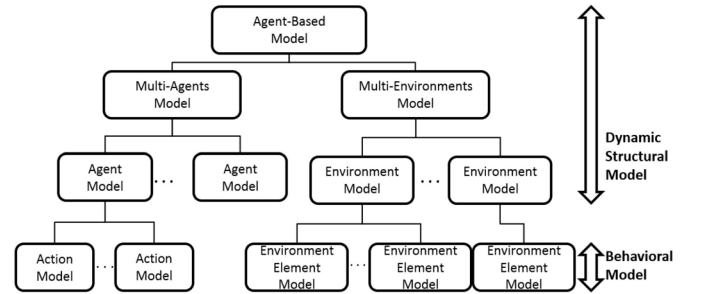 Agent-Based
Model
Multi-Agents
Model
Multi-Environments
Model
Dynamic
Structural
Model
Agent
Model
...
Agent
Model
Environment
Model
...
Environment
Model
Action
Model
...
Action
Model
Environment
Element Model
...
Environment
Element Model
Environment
Element Model
Behavioral
Model